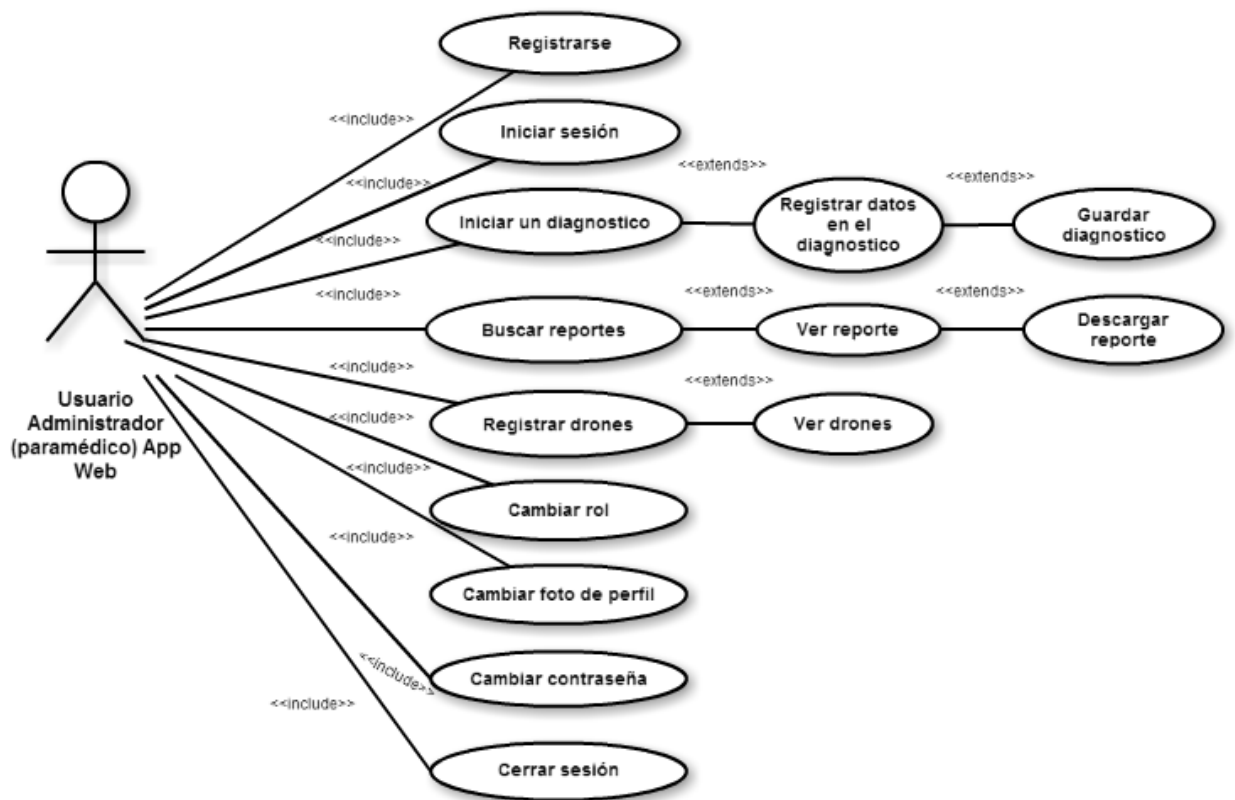 Registrarse
<<include>>
Iniciar sesión
<<include>>
<<extends>>
<<extends>>
Iniciar un diagnostico
Registrar datos
en el
diagnostico
Guardar
diagnostico
<<include>>
<<include>>
<<extends>>
<<extends>>
Buscar reportes
Ver reporte
Descargar
reporte
<<include>>
<<extends>>
Usuario
Administrador
(paramédico) App
Web
<<include>>
Registrar drones
Ver drones
<<include>>
Cambiar rol
<<include>>
Cambiar foto de perfil
<<include>>
Cambiar contraseña
<<include>>
Cerrar sesión